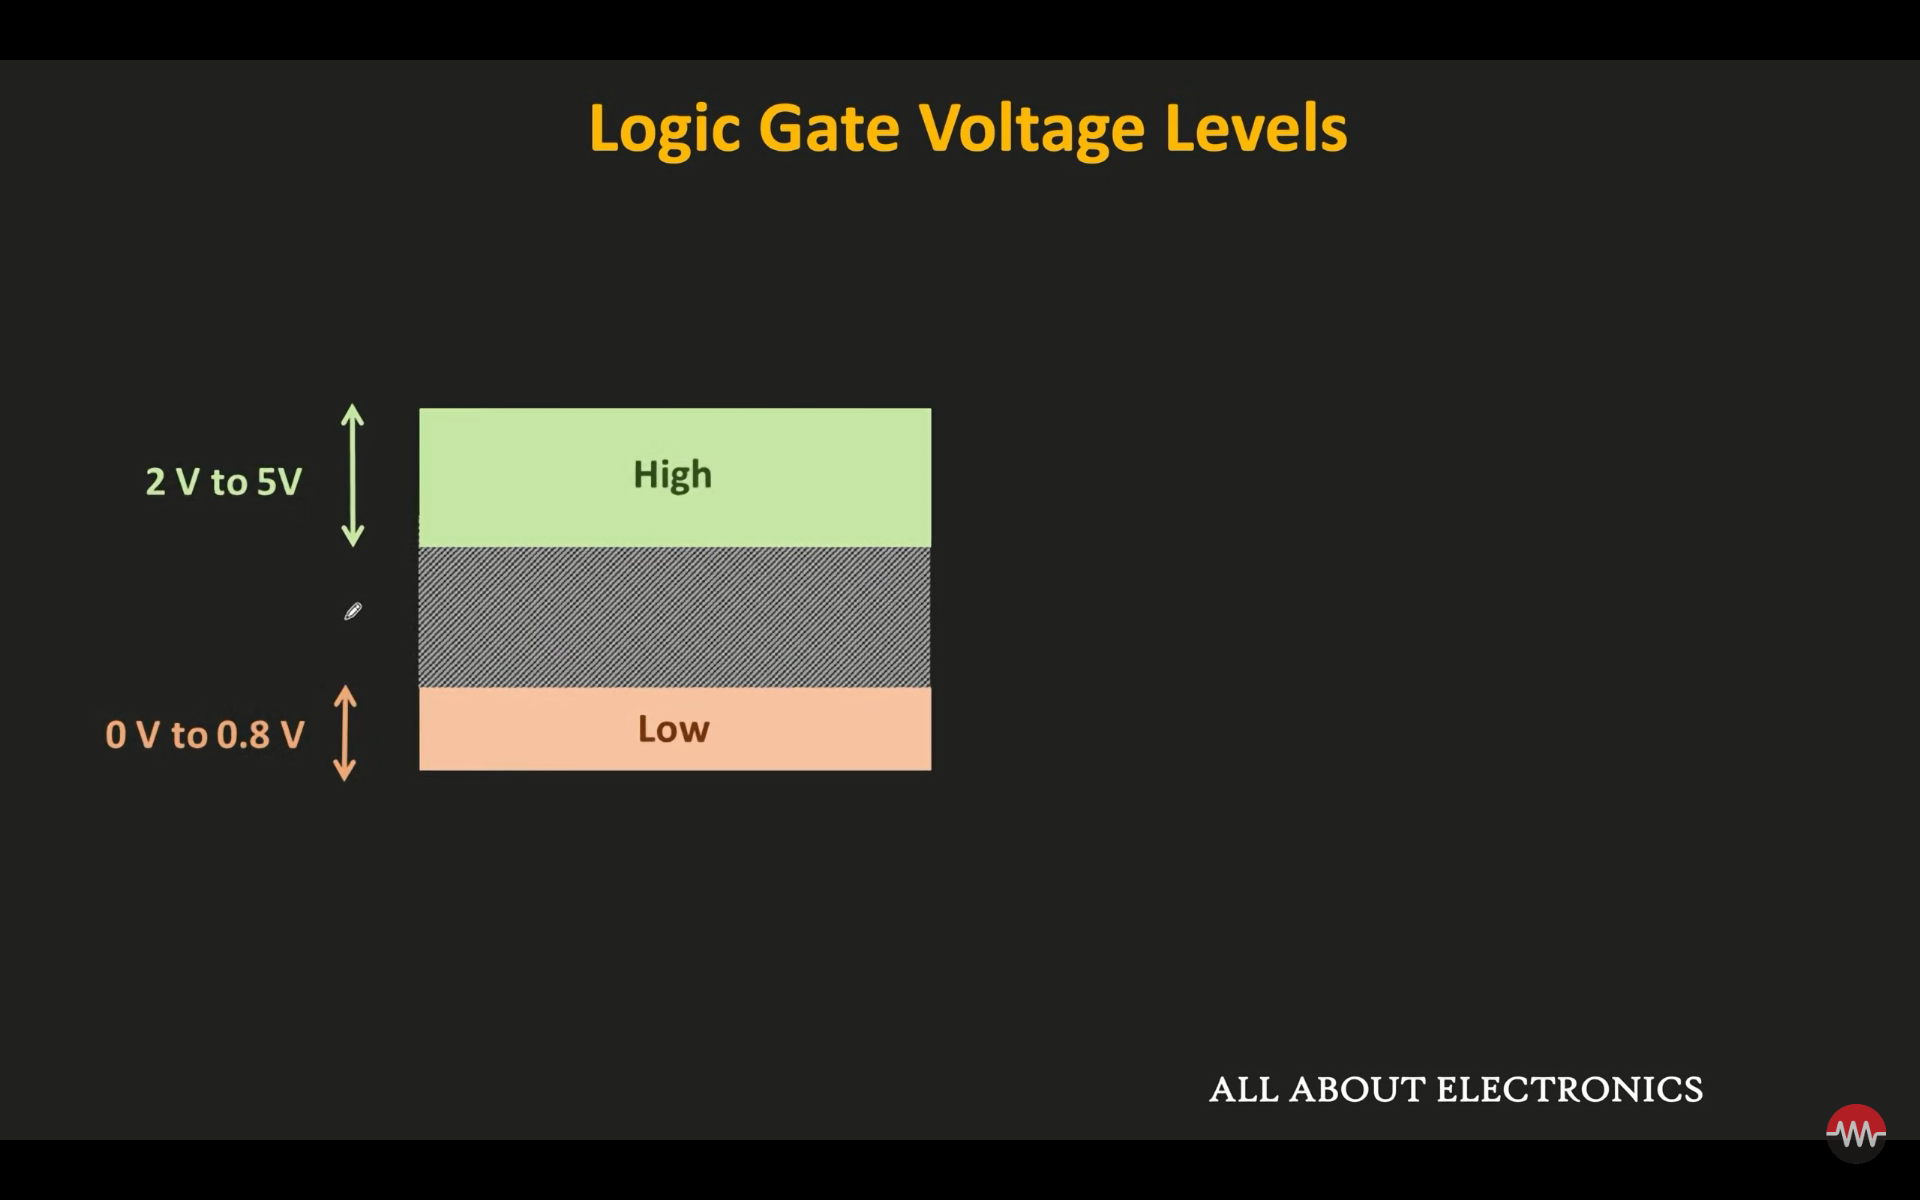 Logic Gate Voltage Levels
2 V to 5V
High
0 V to 0.8 V
Low
ALL ABOUT ELECTRONICS